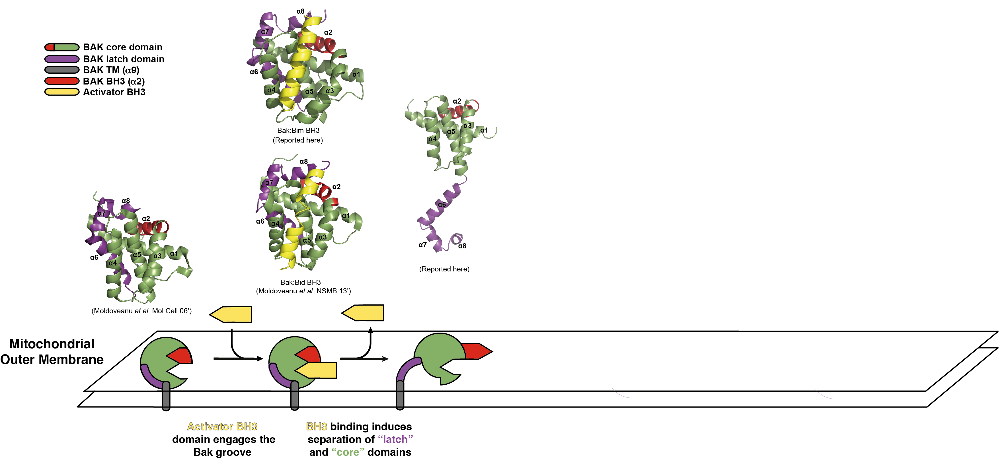 BAK core domain
BAK latch domain
BAK TM (α9)
BAK BH3 (α2)
Activator BH3
α8
α7
α2
α6
α1
α4
α5
α3
Bak:Bim BH3
(Reported here)
α8
α7
α2
α6
α4
α1
α5
α3
Bak:Bid BH3
(Moldoveanu et al. NSMB 13’)
α2
α3
α5
α1
α4
α6
α7
α8
(Reported here)
α8
α7
α2
α6
α5
α3
α1
α4
(Moldoveanu et al. Mol Cell 06’)
Mitochondrial
Outer Membrane
Activator BH3
domain engages the
Bak groove
BH3 binding induces
separation of “latch”
and “core” domains